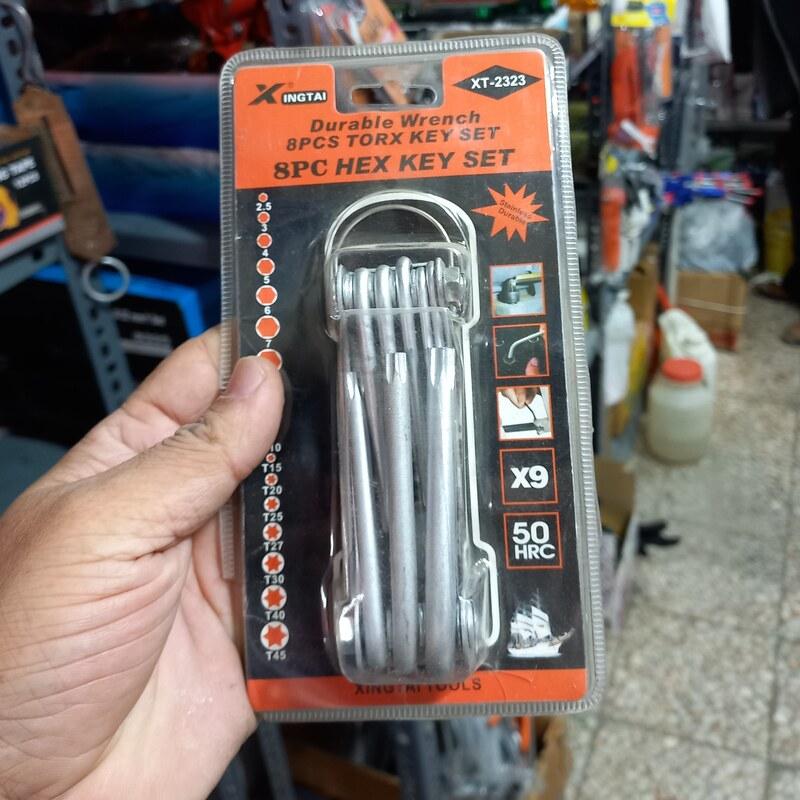 XINGTAI
XT-2323
Durable Wrench
8PCS TORX KEY SET
8PC HEX KEY SET
Stainless
Durable
2.5
3
4
5
6
7
10
T15
T20
T25
T27
T30
T40
T45
X9
50
HRC
XINGTAI TOOLS